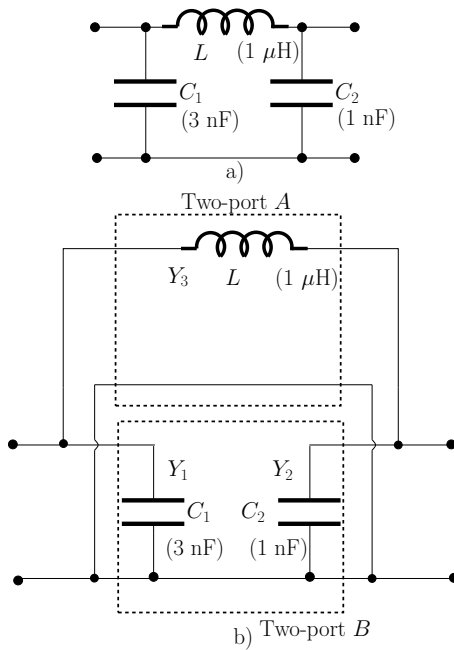 L (1 μH)
C₁ C₂
(3 nF) (1 nF)
a)
Two-port A
Y₃ L (1 μH)
Y₁ Y₂
C₁ C₂
(3 nF) (1 nF)
b) Two-port B